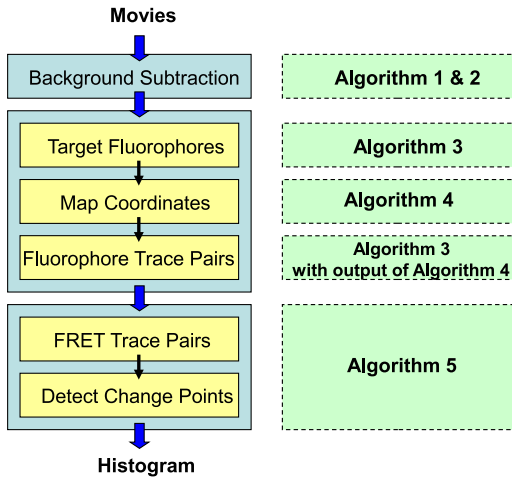 Movies
Background Subtraction
Algorithm 1 & 2
Target Fluorophores
Algorithm 3
Map Coordinates
Algorithm 4
Fluorophore Trace Pairs
Algorithm 3
with output of Algorithm 4
FRET Trace Pairs
Algorithm 5
Detect Change Points
Histogram